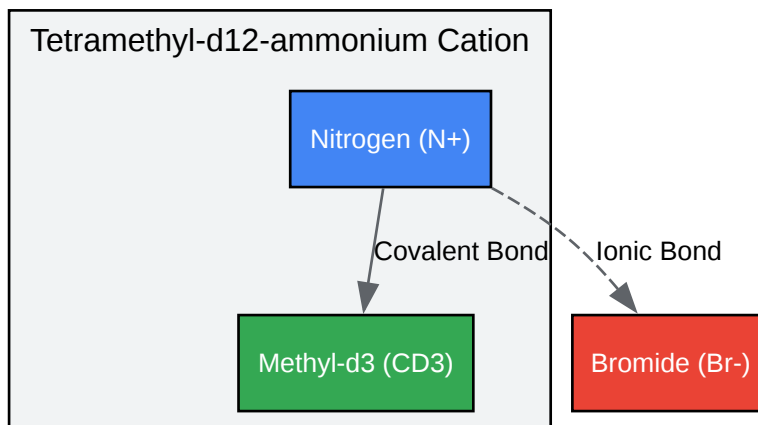 Tetramethyl-d12-ammonium Cation
Nitrogen (N+)
Covalent Bond
Ionic Bond
Methyl-d3 (CD3)
Bromide (Br-)